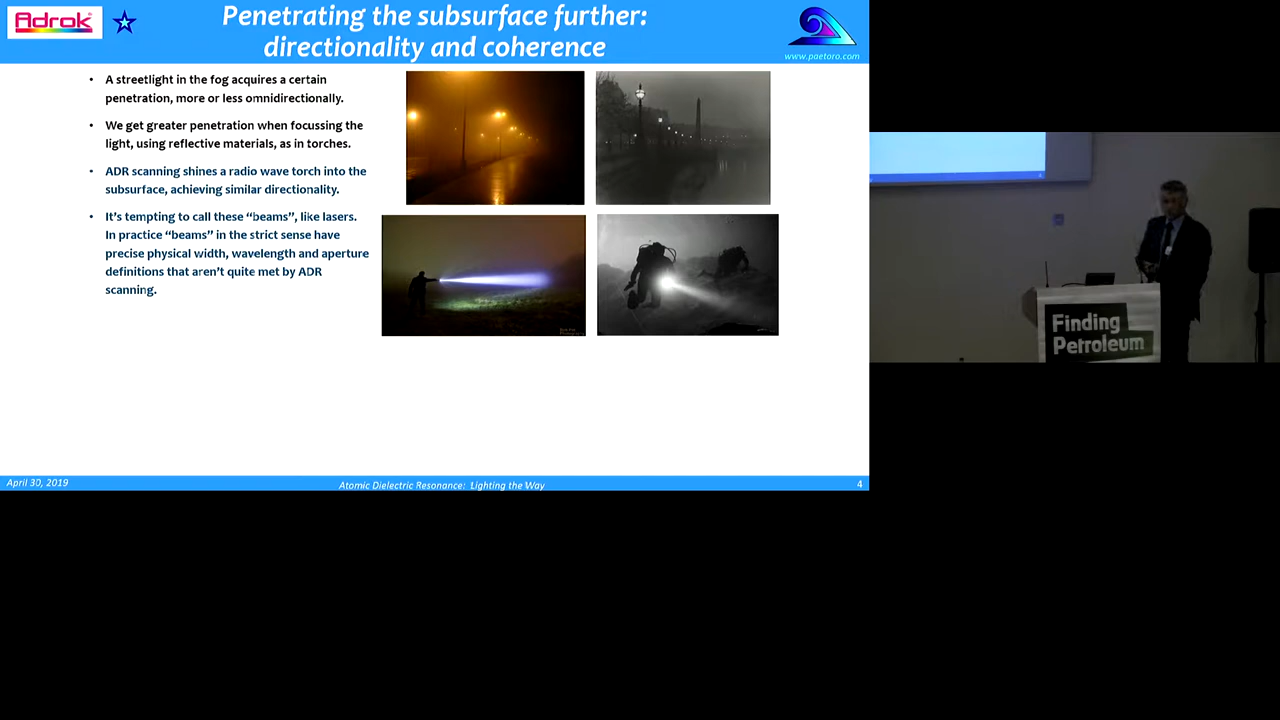 Adrok
Penetrating the subsurface further:
directionality and coherence
www.paetoro.com
• A streetlight in the fog acquires a certain
penetration, more or less omnidirectionally.
• We get greater penetration when focussing the
light, using reflective materials, as in torches.
• ADR scanning shines a radio wave torch into the
subsurface, achieving similar directionality.
• It's tempting to call these “beams”, like lasers.
In practice “beams” in the strict sense have
precise physical width, wavelength and aperture
definitions that aren't quite met by ADR
scanning.
Finding
Petroleum
April 30, 2019
Atomic Dielectric Resonance: Lighting the Way
4